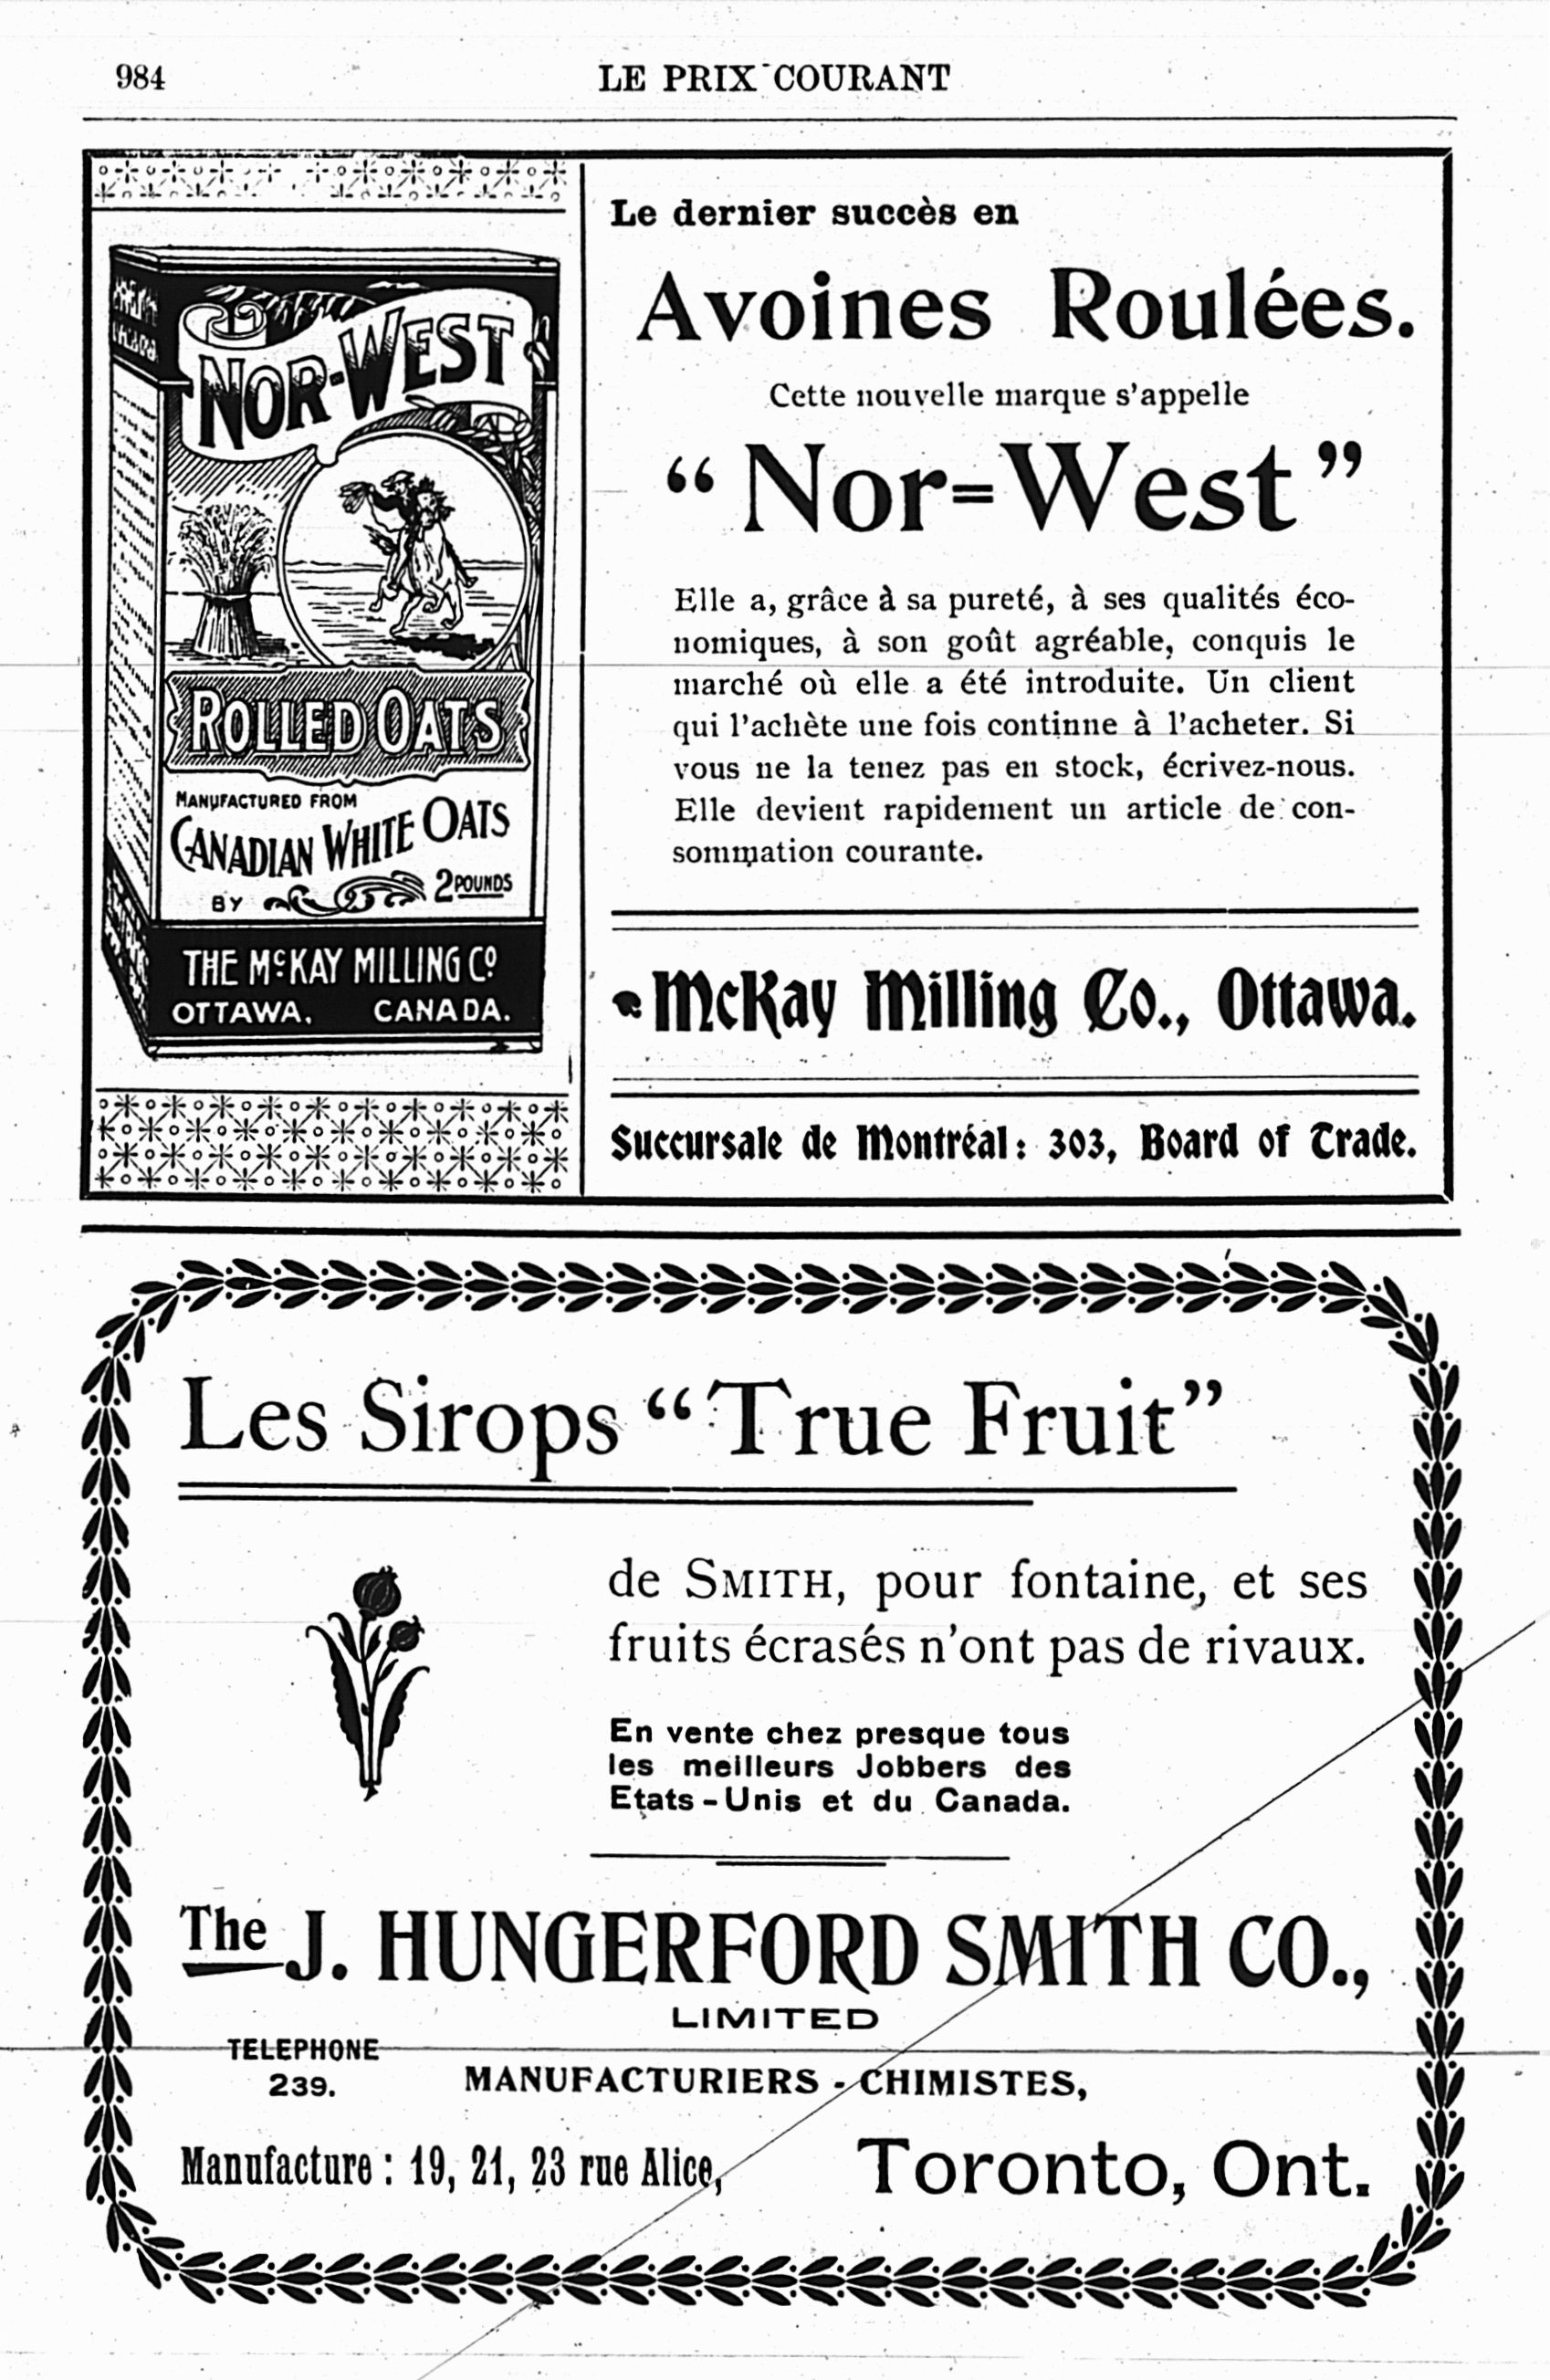 984
LE PRIX COURANT
NOR-WEST
ROLLED OATS
MANUFACTURED FROM
CANADIAN WHITE OATS
BY
2 POUNDS
THE McKAY MILLING Co
OTTAWA, CANADA.
Le dernier succès en
Avoines Roulées.
Cette nouvelle marque s'appelle
“ Nor=West ”
Elle a, grâce à sa pureté, à ses qualités éco-
nomiques, à son goût agréable, conquis le
marché où elle a été introduite. Un client
qui l'achète une fois continne à l'acheter. Si
vous ne la tenez pas en stock, écrivez-nous.
Elle devient rapidement un article de con-
sommation courante.
McKay Milling Co., Ottawa.
Succursale de Montréal : 303, Board of Trade.
Les Sirops “True Fruit”
de SMITH, pour fontaine, et ses
fruits écrasés n'ont pas de rivaux.
En vente chez presque tous
les meilleurs Jobbers des
Etats-Unis et du Canada.
The J. HUNGERFORD SMITH CO.,
LIMITED
TELEPHONE
239.
MANUFACTURIERS - CHIMISTES,
Manufacture : 19, 21, 23 rue Alice,
Toronto, Ont.